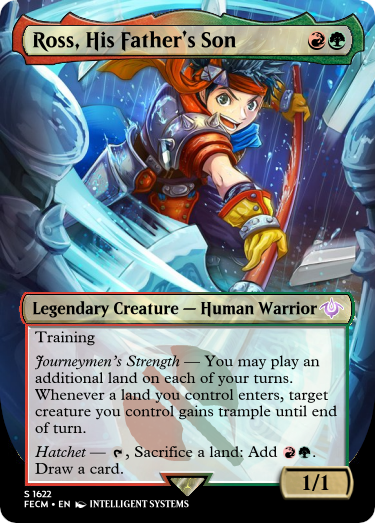 Ross, His Father's Son
Legendary Creature — Human Warrior
Training
Journeymen's Strength — You may play an
additional land on each of your turns.
Whenever a land you control enters, target
creature you control gains trample until end
of turn.
Hatchet — , Sacrifice a land: Add .
Draw a card.
1/1
S 1622
FECM • EN INTELLIGENT SYSTEMS